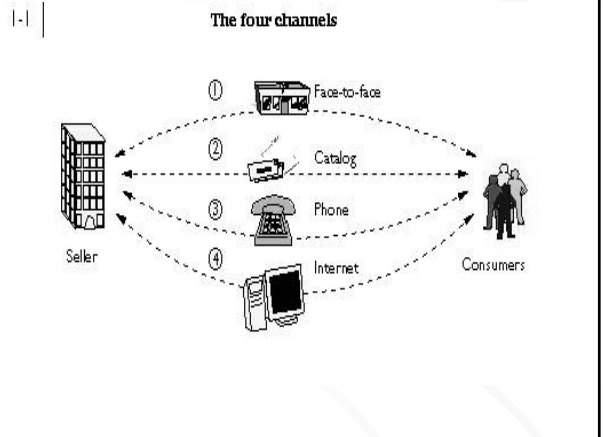 1-1
The four channels
1 Face-to-face
2 Catalog
3 Phone
4 Internet
Seller
Consumers